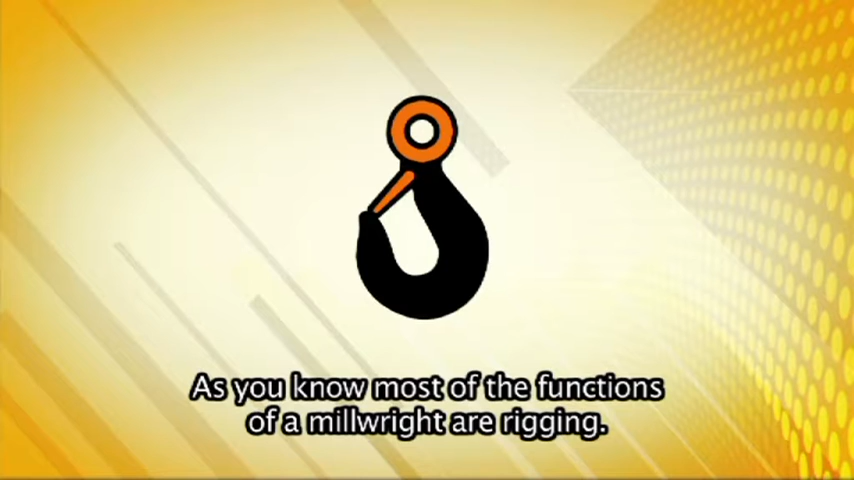 As you know most of the functions
of a millwright are rigging.